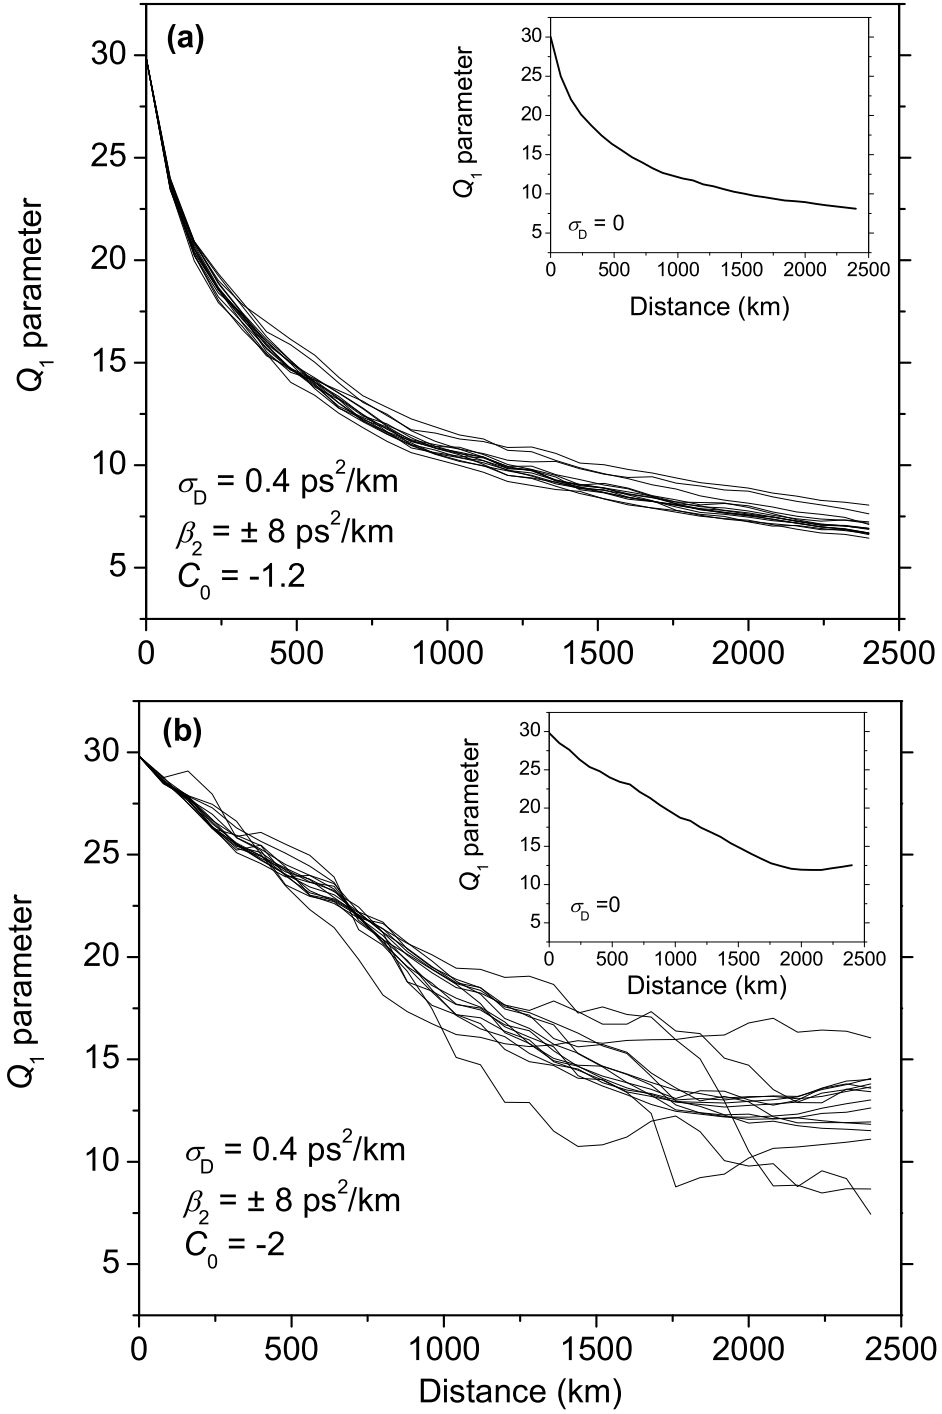 (a)
30
25
20
15
10
5
Q₁ parameter
σ_D = 0.4 ps²/km
β₂ = ± 8 ps²/km
C₀ = -1.2
0 500 1000 1500 2000 2500
30
25
20
15
10
5
Q₁ parameter
σ_D = 0
0 500 1000 1500 2000 2500
Distance (km)
(b)
30
25
20
15
10
5
Q₁ parameter
σ_D = 0.4 ps²/km
β₂ = ± 8 ps²/km
C₀ = -2
0 500 1000 1500 2000 2500
Distance (km)
30
25
20
15
10
5
Q₁ parameter
σ_D =0
0 500 1000 1500 2000 2500
Distance (km)